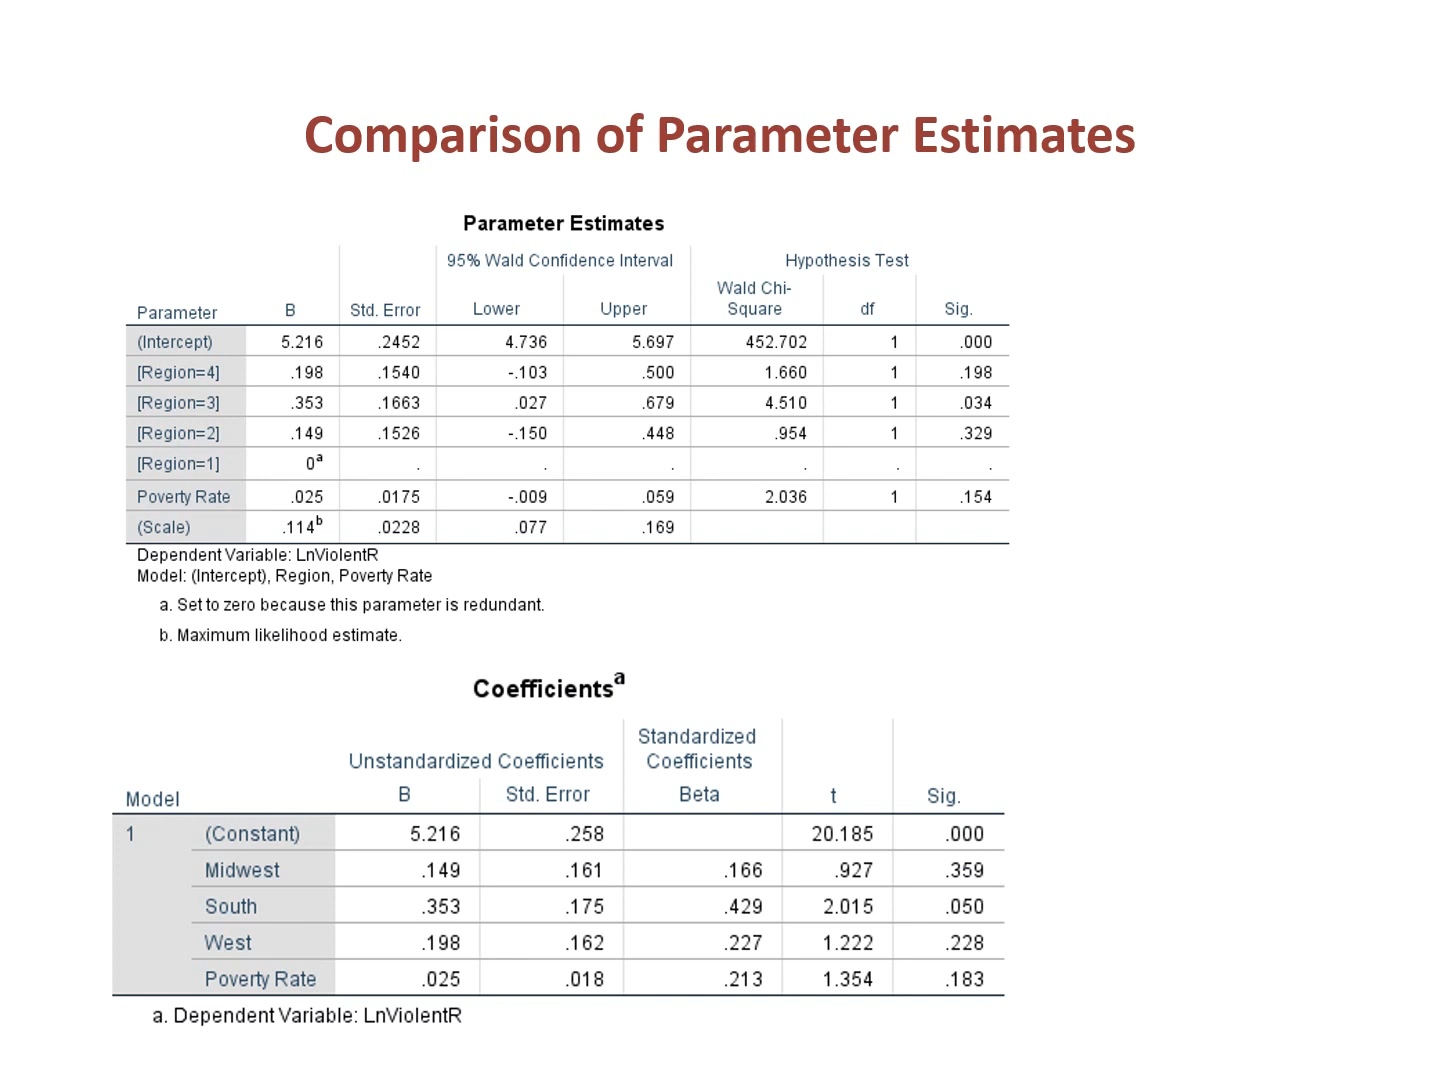 Comparison of Parameter Estimates
Parameter Estimates
95% Wald Confidence Interval Hypothesis Test
Parameter B Std. Error Lower Upper Wald Chi-Square df Sig.
(Intercept) 5.216 .2452 4.736 5.697 452.702 1 .000
[Region=4] .198 .1540 -.103 .500 1.660 1 .198
[Region=3] .353 .1663 .027 .679 4.510 1 .034
[Region=2] .149 .1526 -.150 .448 .954 1 .329
[Region=1] 0a . . . . . .
Poverty Rate .025 .0175 -.009 .059 2.036 1 .154
(Scale) .114b .0228 .077 .169
Dependent Variable: LnViolentR
Model: (Intercept), Region, Poverty Rate
a. Set to zero because this parameter is redundant.
b. Maximum likelihood estimate.
Coefficientsa
Unstandardized Coefficients Standardized Coefficients
Model B Std. Error Beta t Sig.
1 (Constant) 5.216 .258 20.185 .000
Midwest .149 .161 .166 .927 .359
South .353 .175 .429 2.015 .050
West .198 .162 .227 1.222 .228
Poverty Rate .025 .018 .213 1.354 .183
a. Dependent Variable: LnViolentR